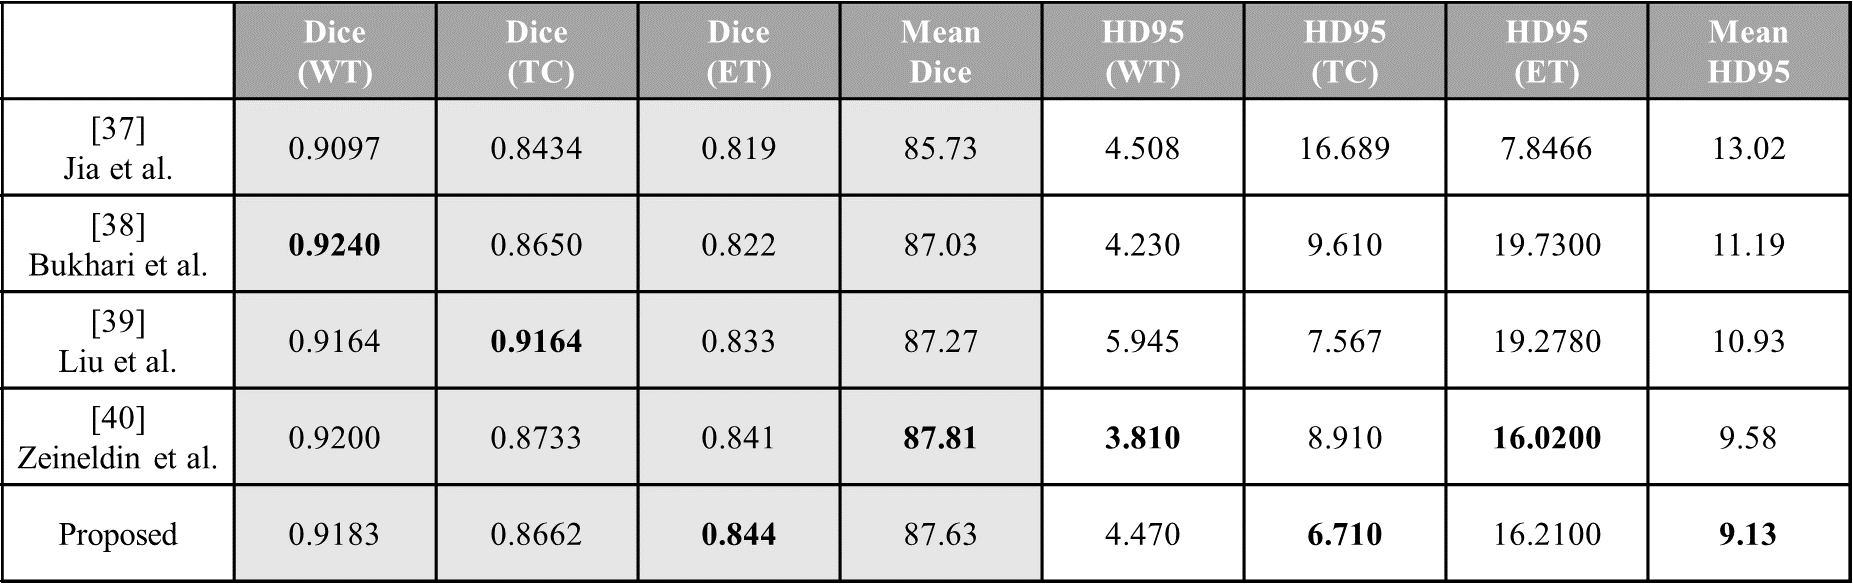 Dice (WT) Dice (TC) Dice (ET) Mean Dice HD95 (WT) HD95 (TC) HD95 (ET) Mean HD95
[37] Jia et al. 0.9097 0.8434 0.819 85.73 4.508 16.689 7.8466 13.02
[38] Bukhari et al. 0.9240 0.8650 0.822 87.03 4.230 9.610 19.7300 11.19
[39] Liu et al. 0.9164 0.9164 0.833 87.27 5.945 7.567 19.2780 10.93
[40] Zeineldin et al. 0.9200 0.8733 0.841 87.81 3.810 8.910 16.0200 9.58
Proposed 0.9183 0.8662 0.844 87.63 4.470 6.710 16.2100 9.13